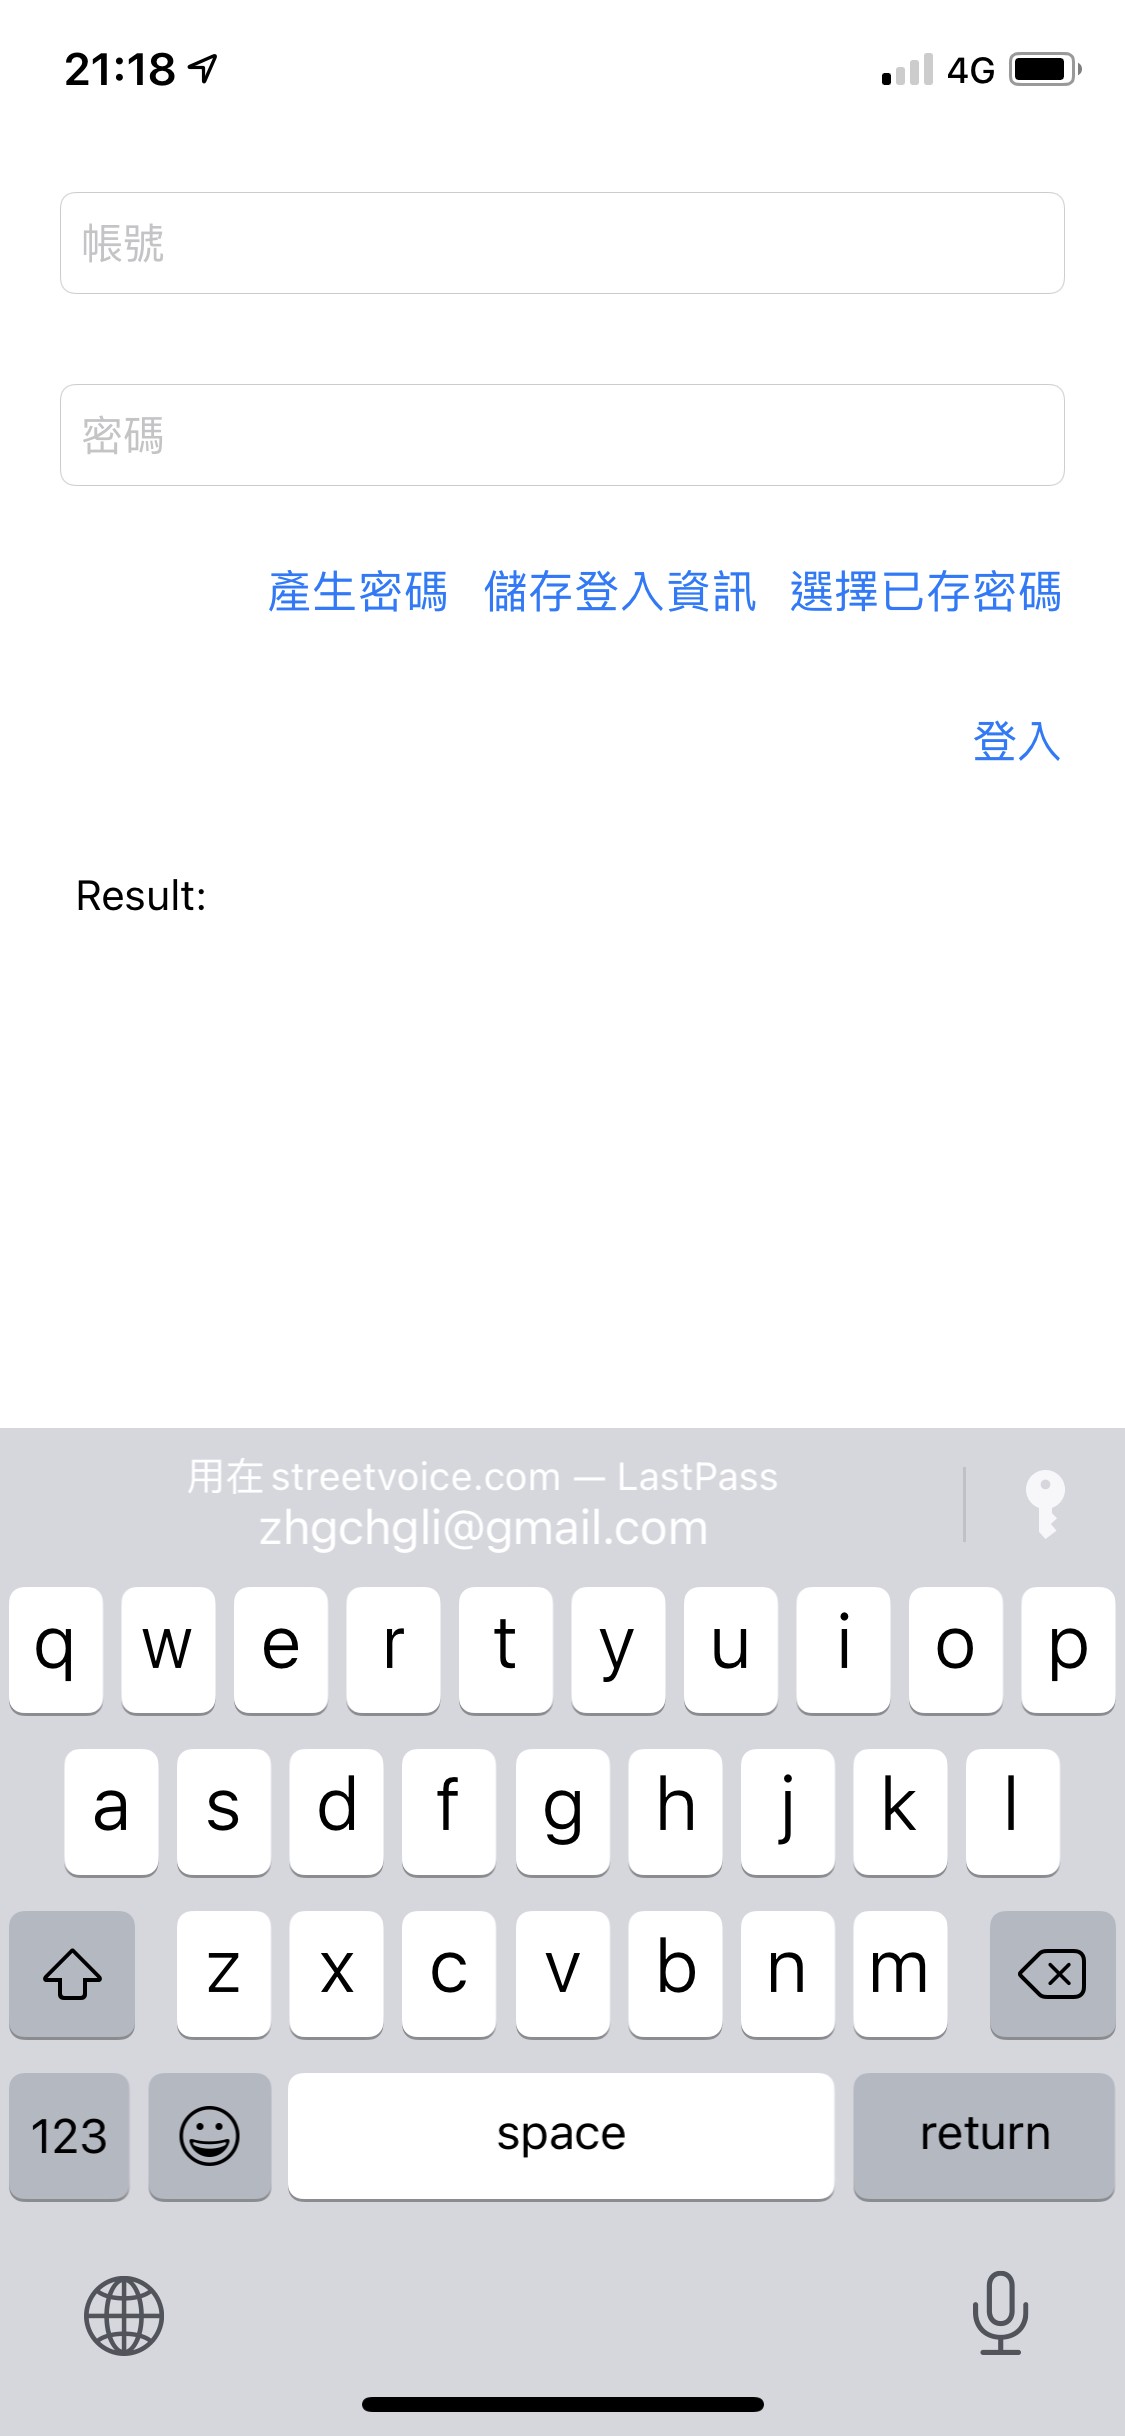 21:18 4G
帳號
密碼
產生密碼 儲存登入資訊 選擇已存密碼
登入
Result:
用在 streetvoice.com — LastPass
zhgchgli@gmail.com
q w e r t y u i o p
a s d f g h j k l
z x c v b n m
123 space return